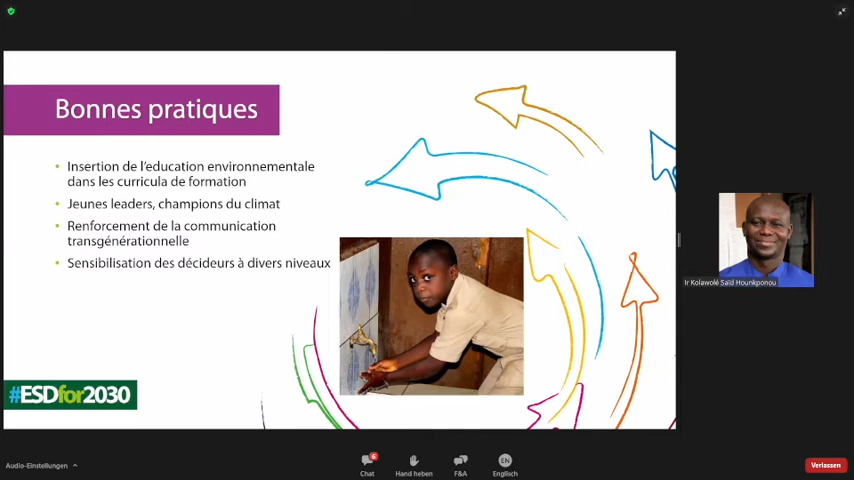 Bonnes pratiques
• Insertion de l'education environnementale
dans les curricula de formation
• Jeunes leaders, champions du climat
• Renforcement de la communication
transgénérationnelle
• Sensibilisation des décideurs à divers niveaux
Ir Kolawolé Saïd Hounkponou
#ESDfor2030
Audio-Einstellungen
6
Chat
Hand heben
F&A
EN
Englisch
Verlassen